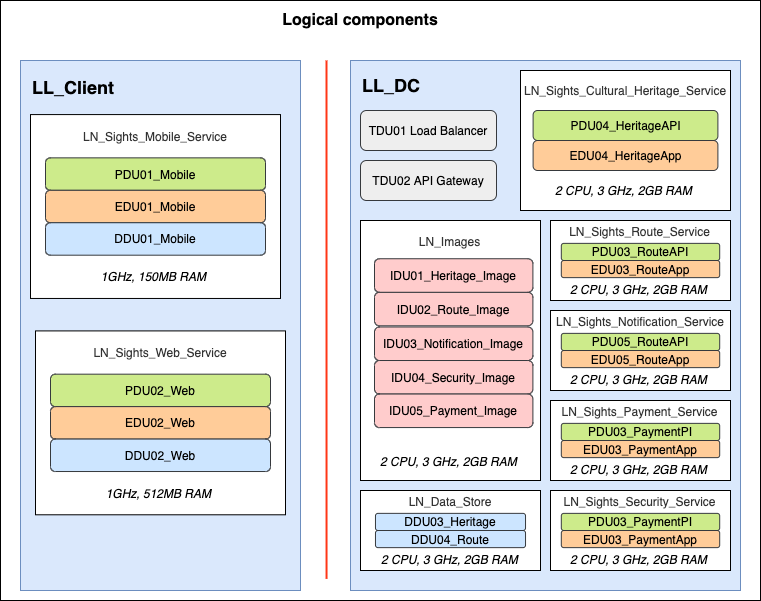 Logical components
LL_Client
LN_Sights_Mobile_Service
PDU01_Mobile
EDU01_Mobile
DDU01_Mobile
1GHz, 150MB RAM
LN_Sights_Web_Service
PDU02_Web
EDU02_Web
DDU02_Web
1GHz, 512MB RAM
LL_DC
TDU01 Load Balancer
TDU02 API Gateway
LN_Sights_Cultural_Heritage_Service
PDU04_HeritageAPI
EDU04_HeritageApp
2 CPU, 3 GHz, 2GB RAM
LN_Images
IDU01_Heritage_Image
IDU02_Route_Image
IDU03_Notification_Image
IDU04_Security_Image
IDU05_Payment_Image
2 CPU, 3 GHz, 2GB RAM
LN_Data_Store
DDU03_Heritage
DDU04_Route
2 CPU, 3 GHz, 2GB RAM
LN_Sights_Route_Service
PDU03_RouteAPI
EDU03_RouteApp
2 CPU, 3 GHz, 2GB RAM
LN_Sights_Notification_Service
PDU05_RouteAPI
EDU05_RouteApp
2 CPU, 3 GHz, 2GB RAM
LN_Sights_Payment_Service
PDU03_PaymentPI
EDU03_PaymentApp
2 CPU, 3 GHz, 2GB RAM
LN_Sights_Security_Service
PDU03_PaymentPI
EDU03_PaymentApp
2 CPU, 3 GHz, 2GB RAM